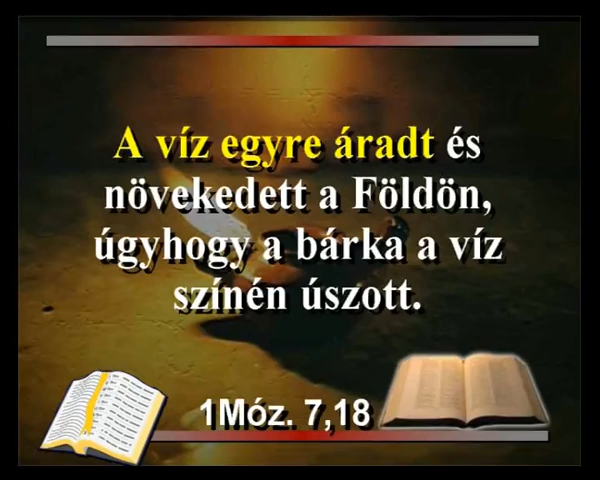 A víz egyre áradt és
növekedett a Földön,
úgyhogy a bárka a víz
színén úszott.
1Móz. 7,18